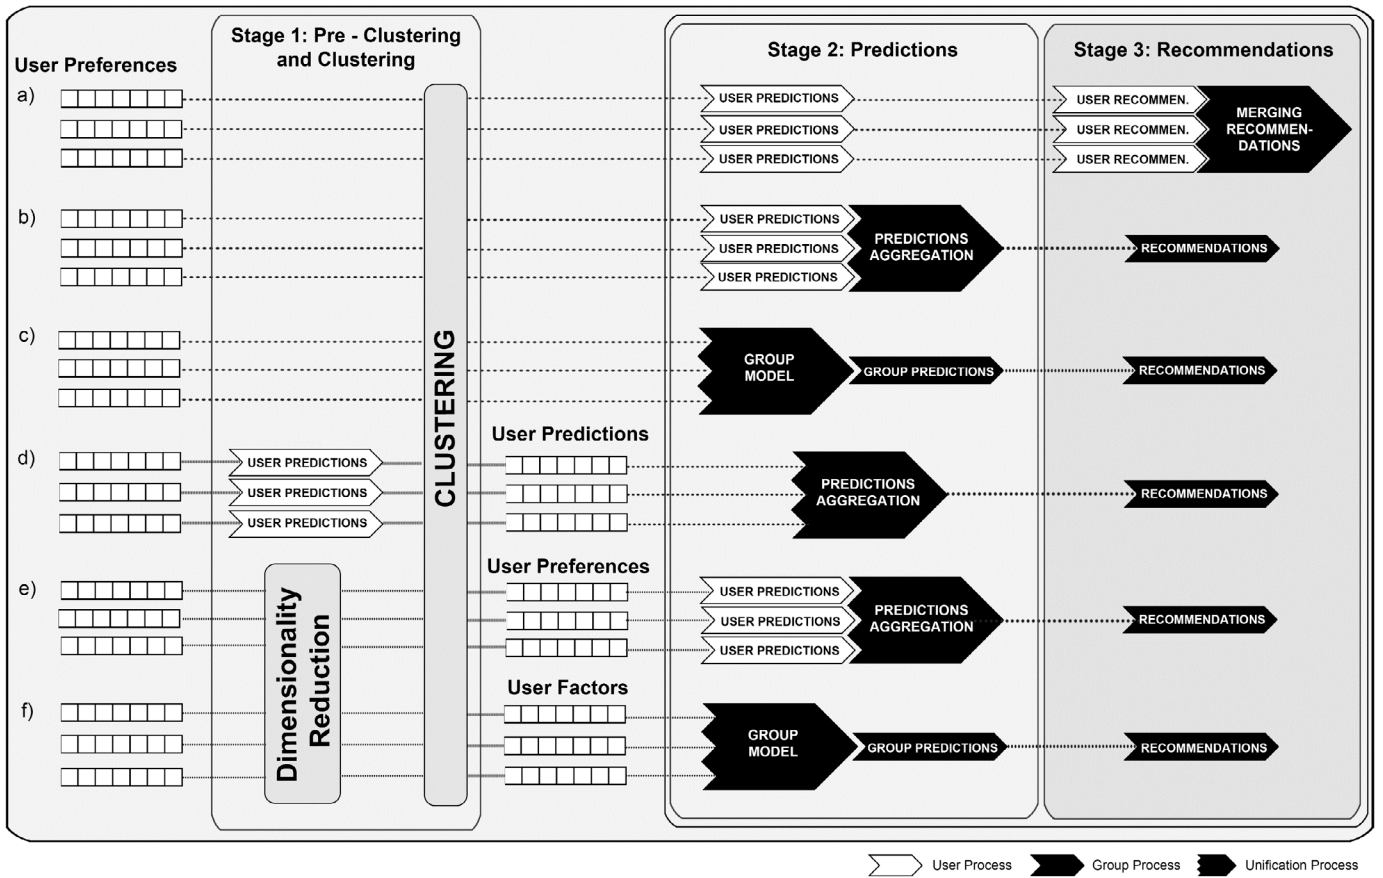 Stage 1: Pre - Clustering
and Clustering
Stage 2: Predictions
Stage 3: Recommendations
User Preferences
a)
USER PREDICTIONS
USER PREDICTIONS
USER PREDICTIONS
USER RECOMMEN.
USER RECOMMEN.
USER RECOMMEN.
MERGING
RECOMMEN-
DATIONS
b)
USER PREDICTIONS
USER PREDICTIONS
USER PREDICTIONS
PREDICTIONS
AGGREGATION
RECOMMENDATIONS
c)
GROUP
MODEL
GROUP PREDICTIONS
RECOMMENDATIONS
CLUSTERING
d)
USER PREDICTIONS
USER PREDICTIONS
USER PREDICTIONS
User Predictions
PREDICTIONS
AGGREGATION
RECOMMENDATIONS
e)
Dimensionality
Reduction
User Preferences
USER PREDICTIONS
USER PREDICTIONS
USER PREDICTIONS
PREDICTIONS
AGGREGATION
RECOMMENDATIONS
f)
User Factors
GROUP
MODEL
GROUP PREDICTIONS
RECOMMENDATIONS
User Process
Group Process
Unification Process